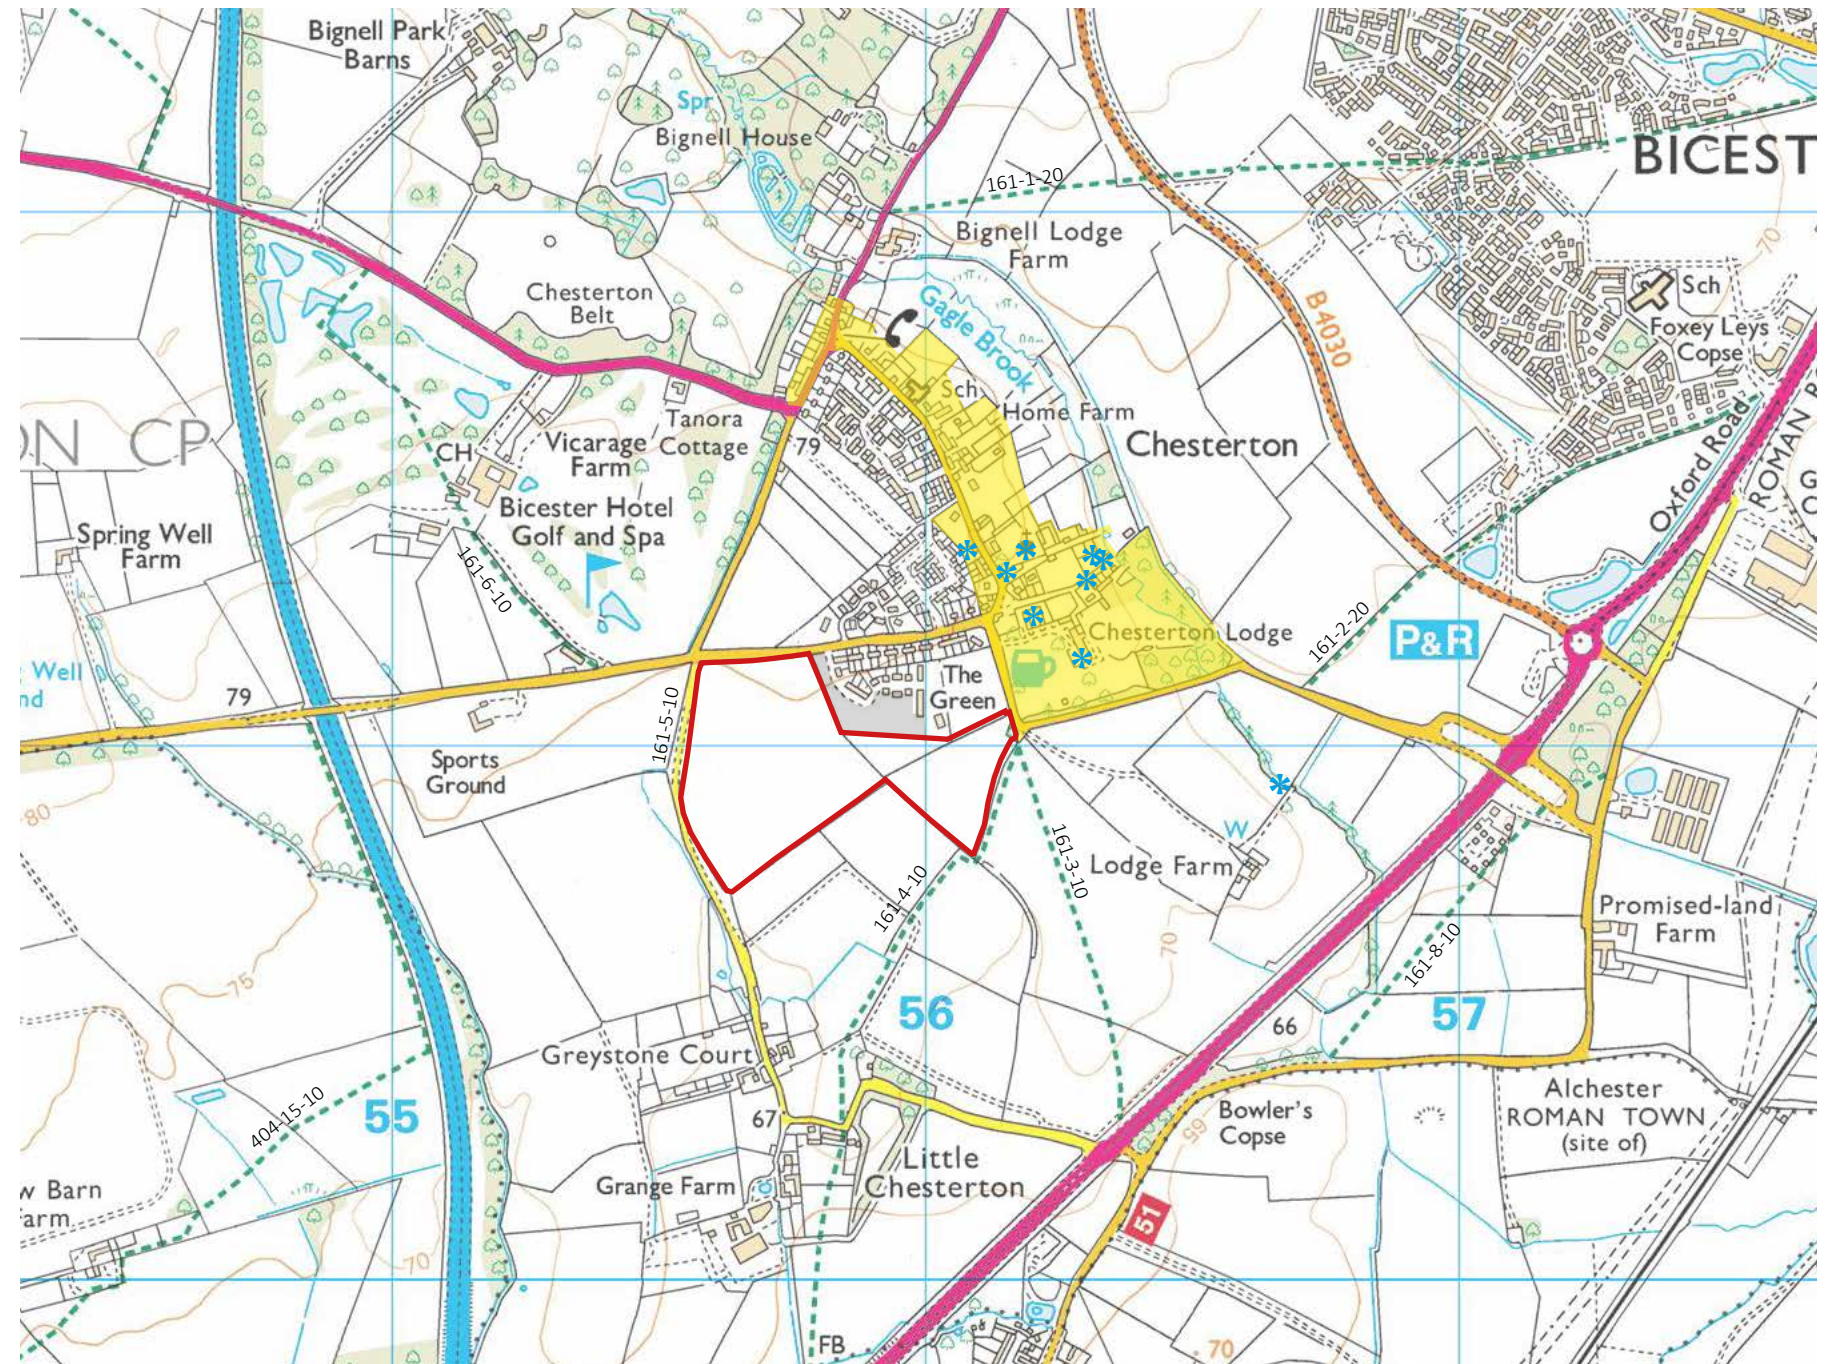 Bignell Park
Barns
Spr
Bignell House
BICEST
161-1-20
Bignell Lodge
Farm
70
Sch
Chesterton
Belt
Gagle Brook
B 4030
Foxey Leys
Copse
Sch
Home Farm
Tanora
Cottage
79
Chesterton
ON CP
CH
Vicarage
Farm
Oxford Road
ROMAN R
G
C
Bicester Hotel
Golf and Spa
Spring Well
Farm
161-6-10
Chesterton Lodge
161-2-20
P&R
Well
nd
79
The
Green
161-5-10
Sports
Ground
80
W
161-3-10
Lodge Farm
161-4-10
Promised-land
Farm
70
161-8-10
75
56
57
66
Greystone Court
Alchester
ROMAN TOWN
(site of)
404-15-10
55
67
Bowler's
Copse
65
Little
Chesterton
w Barn
arm
Grange Farm
51
70
FB
70